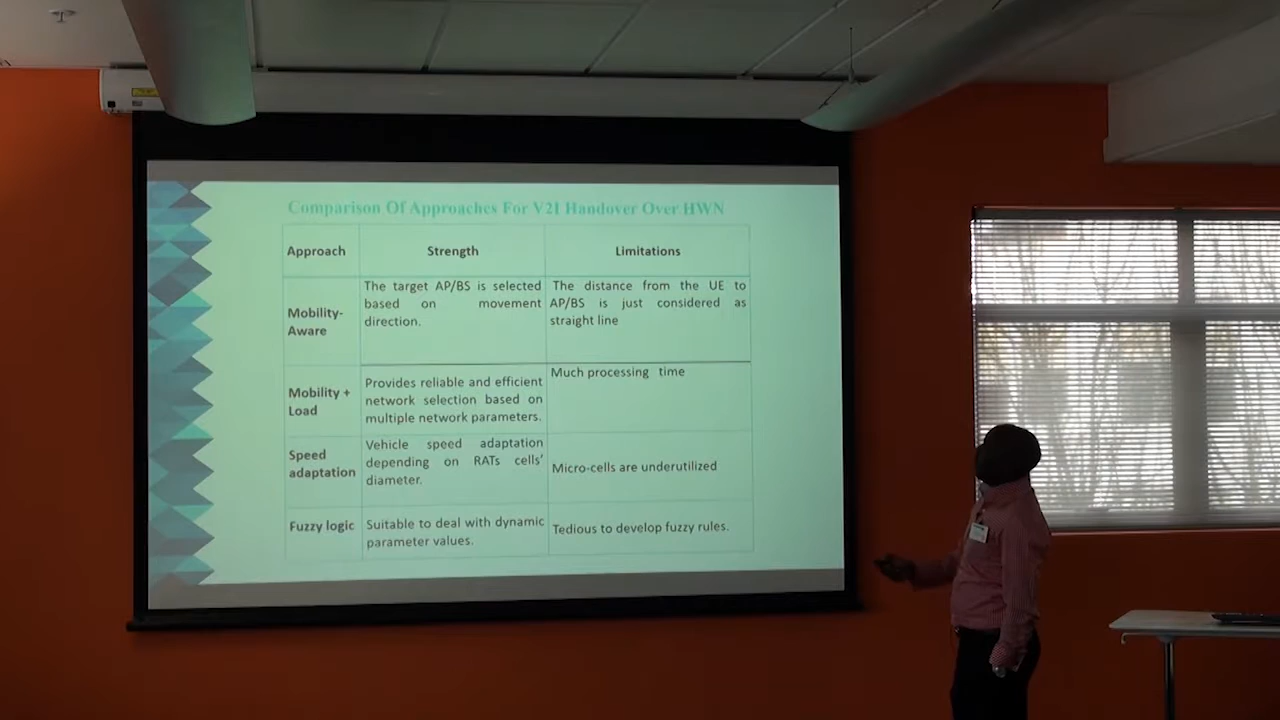 Comparison Of Approaches For V2I Handover Over HWN
Approach
Strength
Limitations
Mobility-
Aware
The target AP/BS is selected
based on movement
direction.
The distance from the UE to
AP/BS is just considered as
straight line
Mobility +
Load
Provides reliable and efficient
network selection based on
multiple network parameters.
Much processing time
Speed
adaptation
Vehicle speed adaptation
depending on RATs cells’
diameter.
Micro-cells are underutilized
Fuzzy logic
Suitable to deal with dynamic
parameter values.
Tedious to develop fuzzy rules.